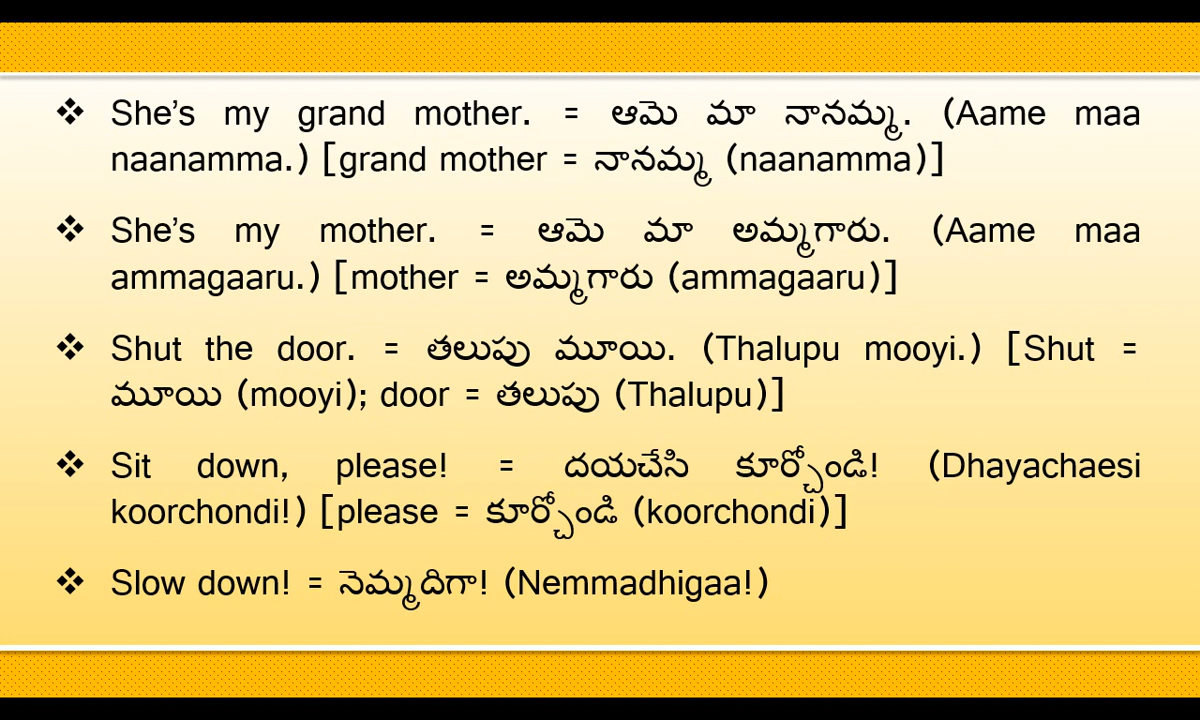 ❖ She's my grand mother. = ఆమె మా నానమ్మ. (Aame maa
naanamma.) [grand mother = నానమ్మ (naanamma)]
❖ She's my mother. = ఆమె మా అమ్మగారు. (Aame maa
ammagaaru.) [mother = అమ్మగారు (ammagaaru)]
❖ Shut the door. = తలుపు మూయి. (Thalupu mooyi.) [Shut =
మూయి (mooyi); door = తలుపు (Thalupu)]
❖ Sit down, please! = దయచేసి కూర్చోండి! (Dhayachaesi
koorchondi!) [please = కూర్చోండి (koorchondi)]
❖ Slow down! = నెమ్మదిగా! (Nemmadhigaa!)